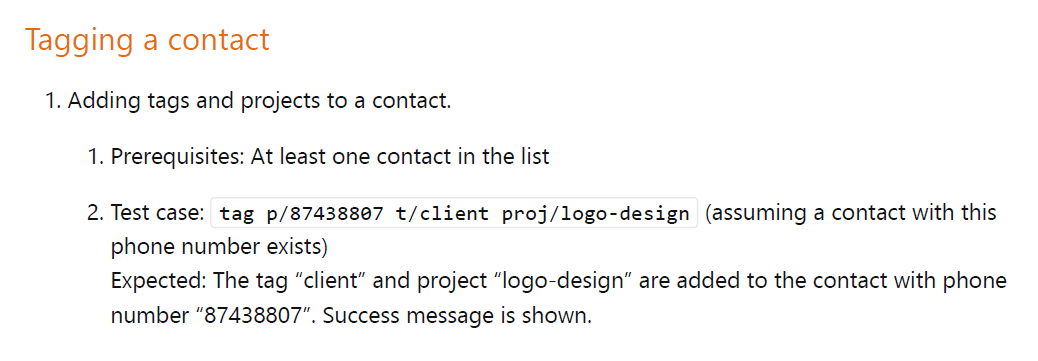 Tagging a contact
1. Adding tags and projects to a contact.
1. Prerequisites: At least one contact in the list
2. Test case: tag p/87438807 t/client proj/logo-design (assuming a contact with this
phone number exists)
Expected: The tag “client” and project “logo-design” are added to the contact with phone
number “87438807”. Success message is shown.